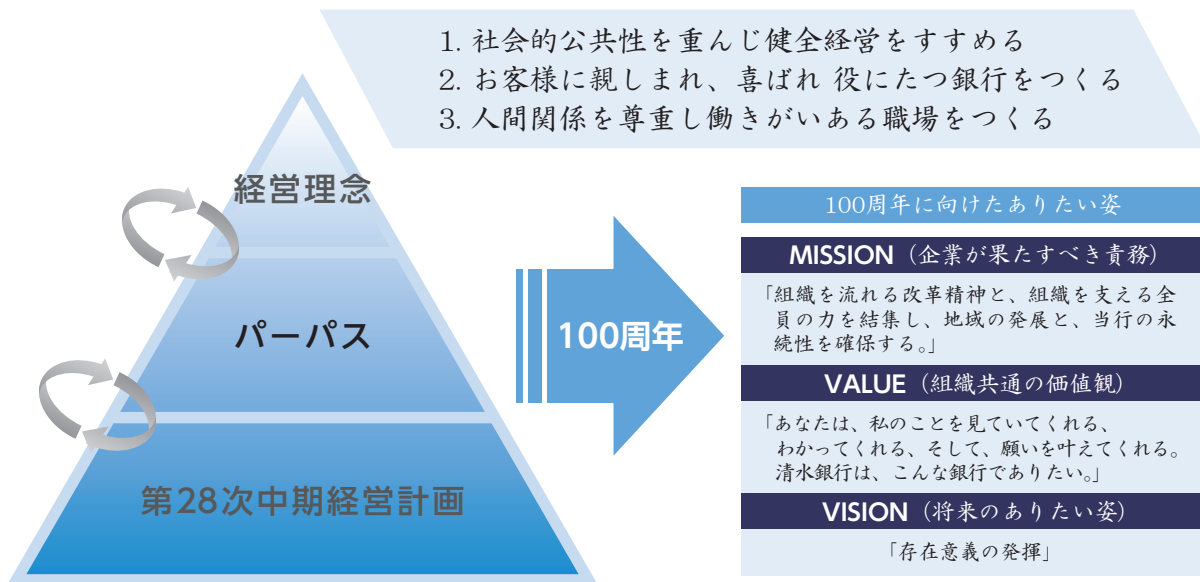 1. 社会的公共性を重んじ健全経営をすすめる
2. お客様に親しまれ、喜ばれ 役にたつ銀行をつくる
3. 人間関係を尊重し働きがいある職場をつくる
経営理念
パーパス
第28次中期経営計画
100周年
100周年に向けたありたい姿
MISSION（企業が果たすべき責務）
「組織を流れる改革精神と、組織を支える全
員の力を結集し、地域の発展と、当行の永
続性を確保する。」
VALUE（組織共通の価値観）
「あなたは、私のことを見ていてくれる、
わかってくれる、そして、願いを叶えてくれる。
清水銀行は、こんな銀行でありたい。」
VISION（将来のありたい姿）
「存在意義の発揮」